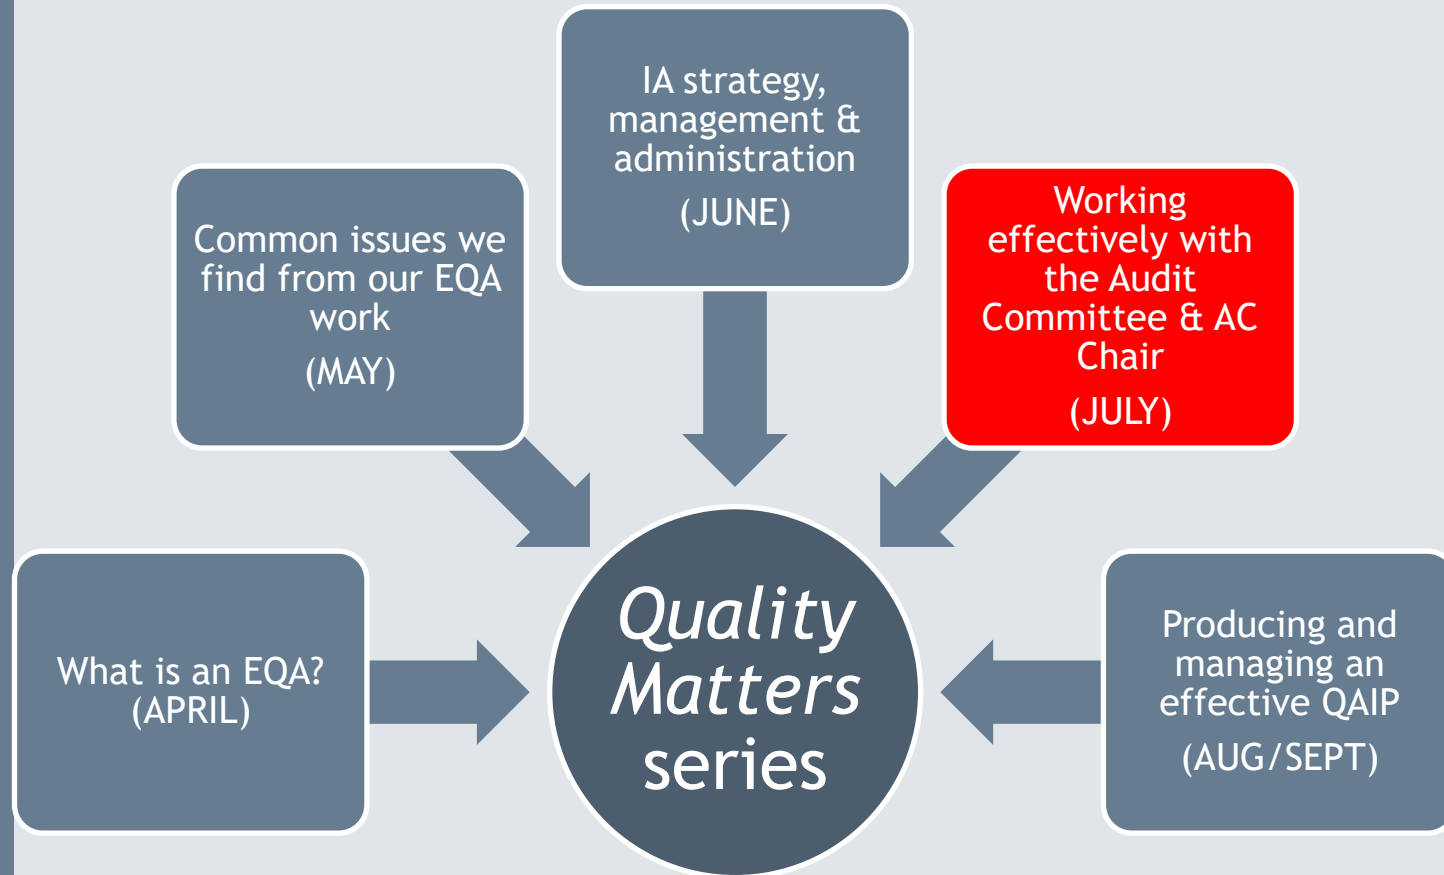 What is an EQA?
(APRIL)
Common issues we
find from our EQA
work
(MAY)
IA strategy,
management &
administration
(JUNE)
Working
effectively with
the Audit
Committee & AC
Chair
(JULY)
Producing and
managing an
effective QAIP
(AUG/SEPT)
Quality
Matters
series